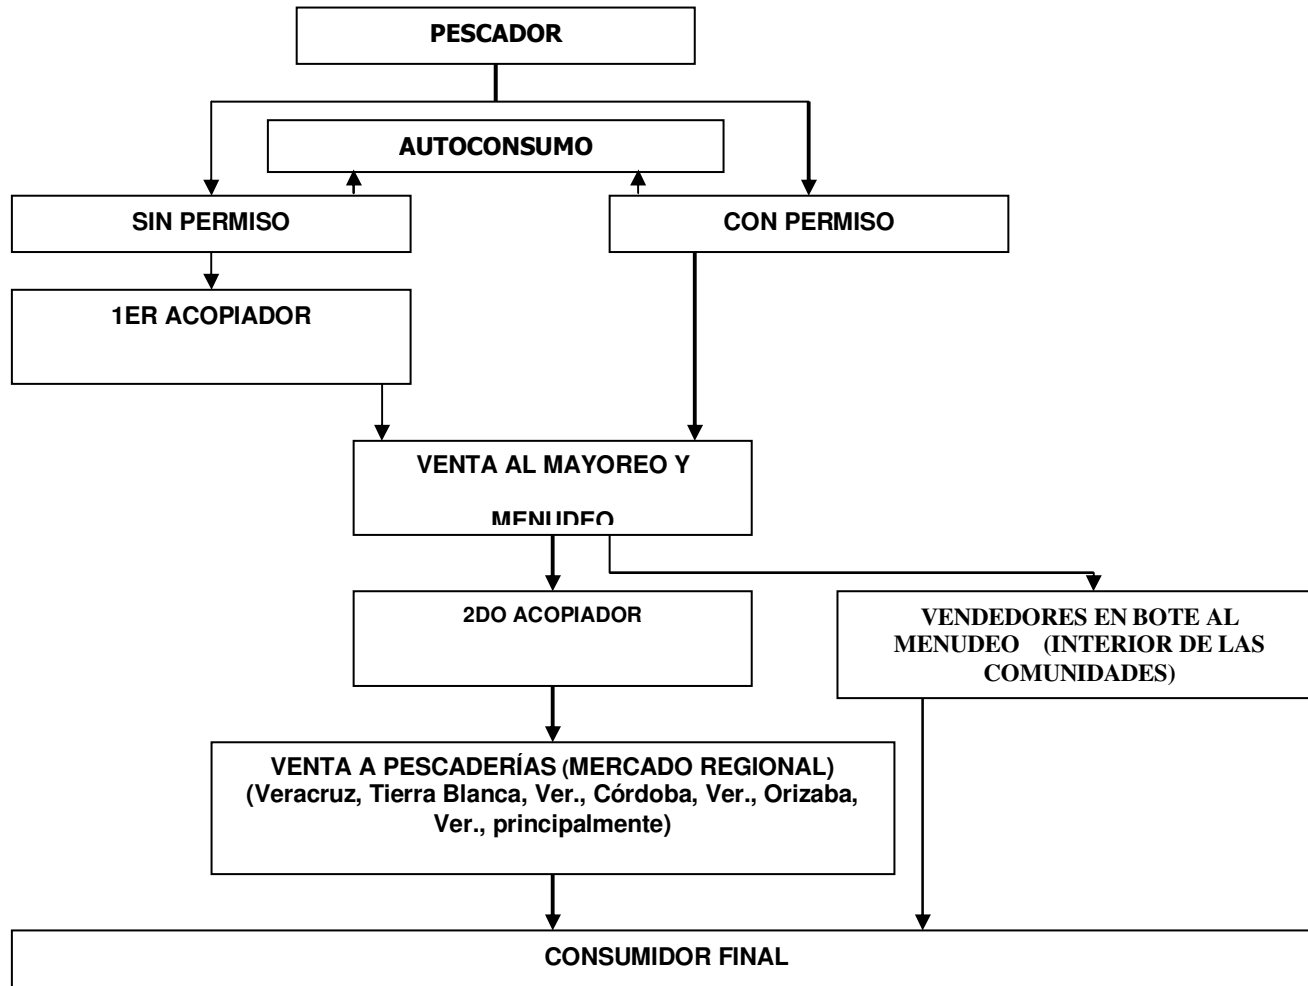 PESCADOR
AUTOCONSUMO
SIN PERMISO
CON PERMISO
1ER ACOPIADOR
VENTA AL MAYOREO Y
MENUDEO
2DO ACOPIADOR
VENDEDORES EN BOTE AL
MENUDEO (INTERIOR DE LAS
COMUNIDADES)
VENTA A PESCADERÍAS (MERCADO REGIONAL)
(Veracruz, Tierra Blanca, Ver., Córdoba, Ver., Orizaba,
Ver., principalmente)
CONSUMIDOR FINAL